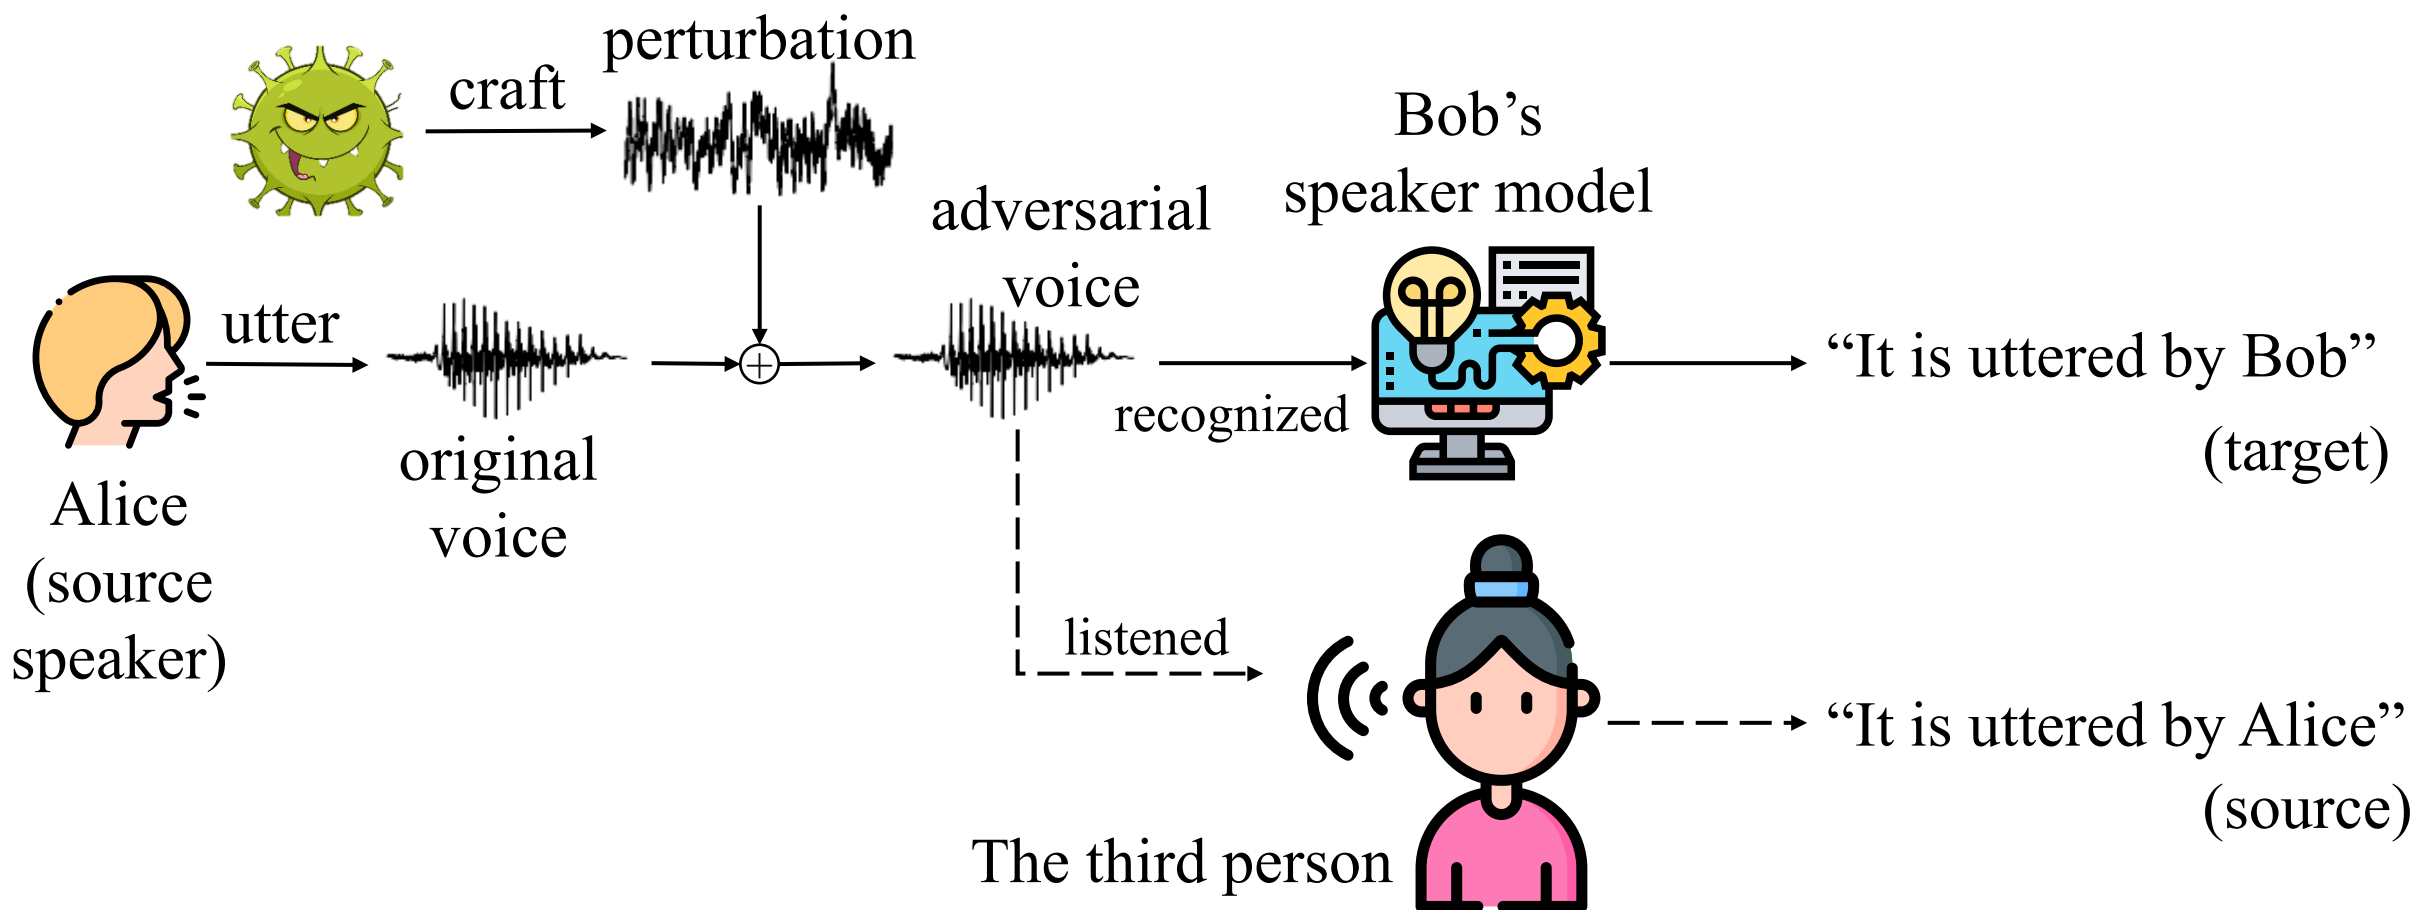 perturbation
craft
Bob’s
speaker model
adversarial
voice
utter
“It is uttered by Bob”
(target)
recognized
original
voice
Alice
(source
speaker)
listened
“It is uttered by Alice”
(source)
The third person